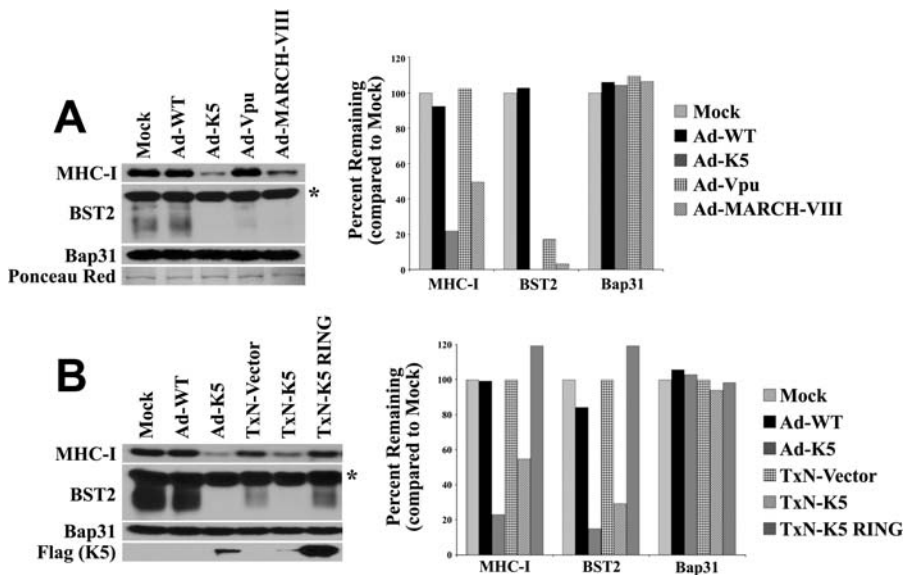 A
Mock
Ad-WT
Ad-K5
Ad-Vpu
Ad-MARCH-VIII
MHC-I
*
BST2
Bap31
Ponceau Red
Percent Remaining
(compared to Mock)
120
100
80
60
40
20
0
MHC-I
BST2
Bap31
Mock
Ad-WT
Ad-K5
Ad-Vpu
Ad-MARCH-VIII
B
Mock
Ad-WT
Ad-K5
TxN-Vector
TxN-K5
TxN-K5 RING
MHC-I
*
BST2
Bap31
Flag (K5)
Percent Remaining
(compared to Mock)
120
100
80
60
40
20
0
MHC-I
BST2
Bap31
Mock
Ad-WT
Ad-K5
TxN-Vector
TxN-K5
TxN-K5 RING